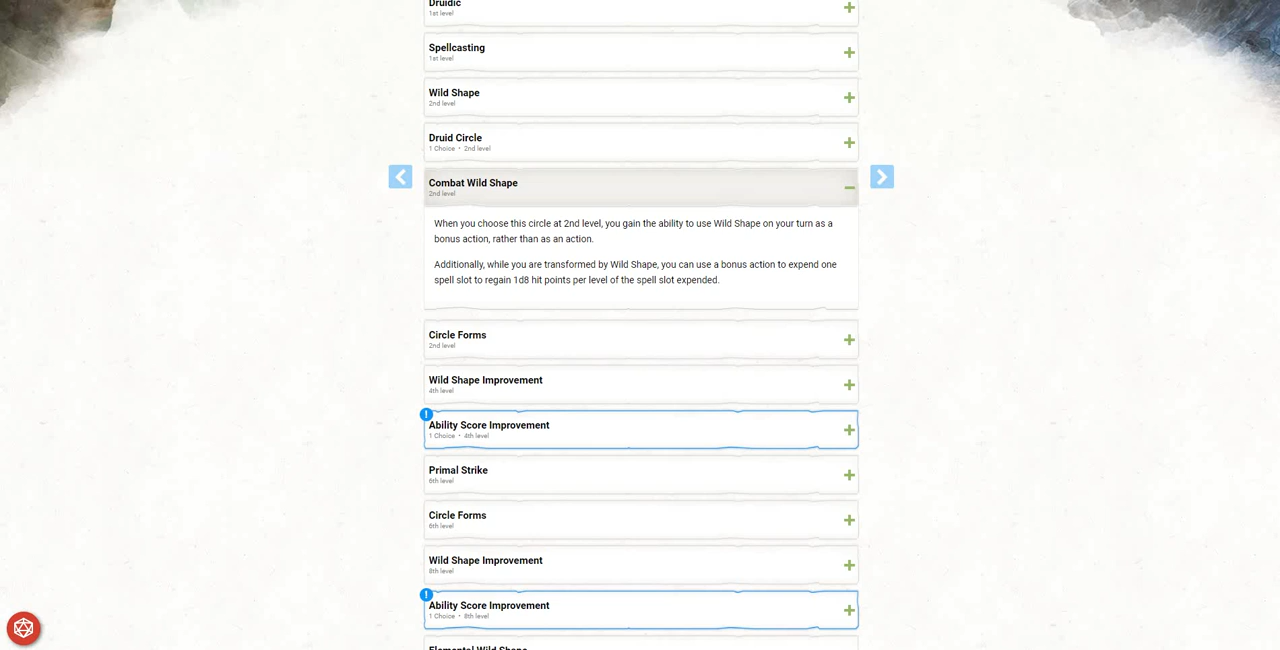 Druidic
1st level
Spellcasting
1st level
Wild Shape
2nd level
Druid Circle
1 Choice • 2nd level
Combat Wild Shape
2nd level
When you choose this circle at 2nd level, you gain the ability to use Wild Shape on your turn as a
bonus action, rather than as an action.
Additionally, while you are transformed by Wild Shape, you can use a bonus action to expend one
spell slot to regain 1d8 hit points per level of the spell slot expended.
Circle Forms
2nd level
Wild Shape Improvement
4th level
!
Ability Score Improvement
1 Choice • 4th level
Primal Strike
6th level
Circle Forms
6th level
Wild Shape Improvement
8th level
!
Ability Score Improvement
1 Choice • 8th level
Elemental Wild Shape